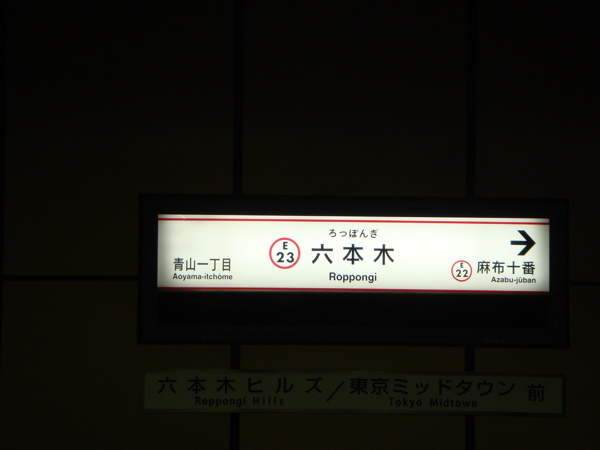 ろっぽんぎ
E 23 六本木
Roppongi
青山一丁目
Aoyama-itchōme
→
E 22 麻布十番
Azabu-jūban
六本木ヒルズ/東京ミッドタウン 前
Roppongi Hills Tokyo Midtown